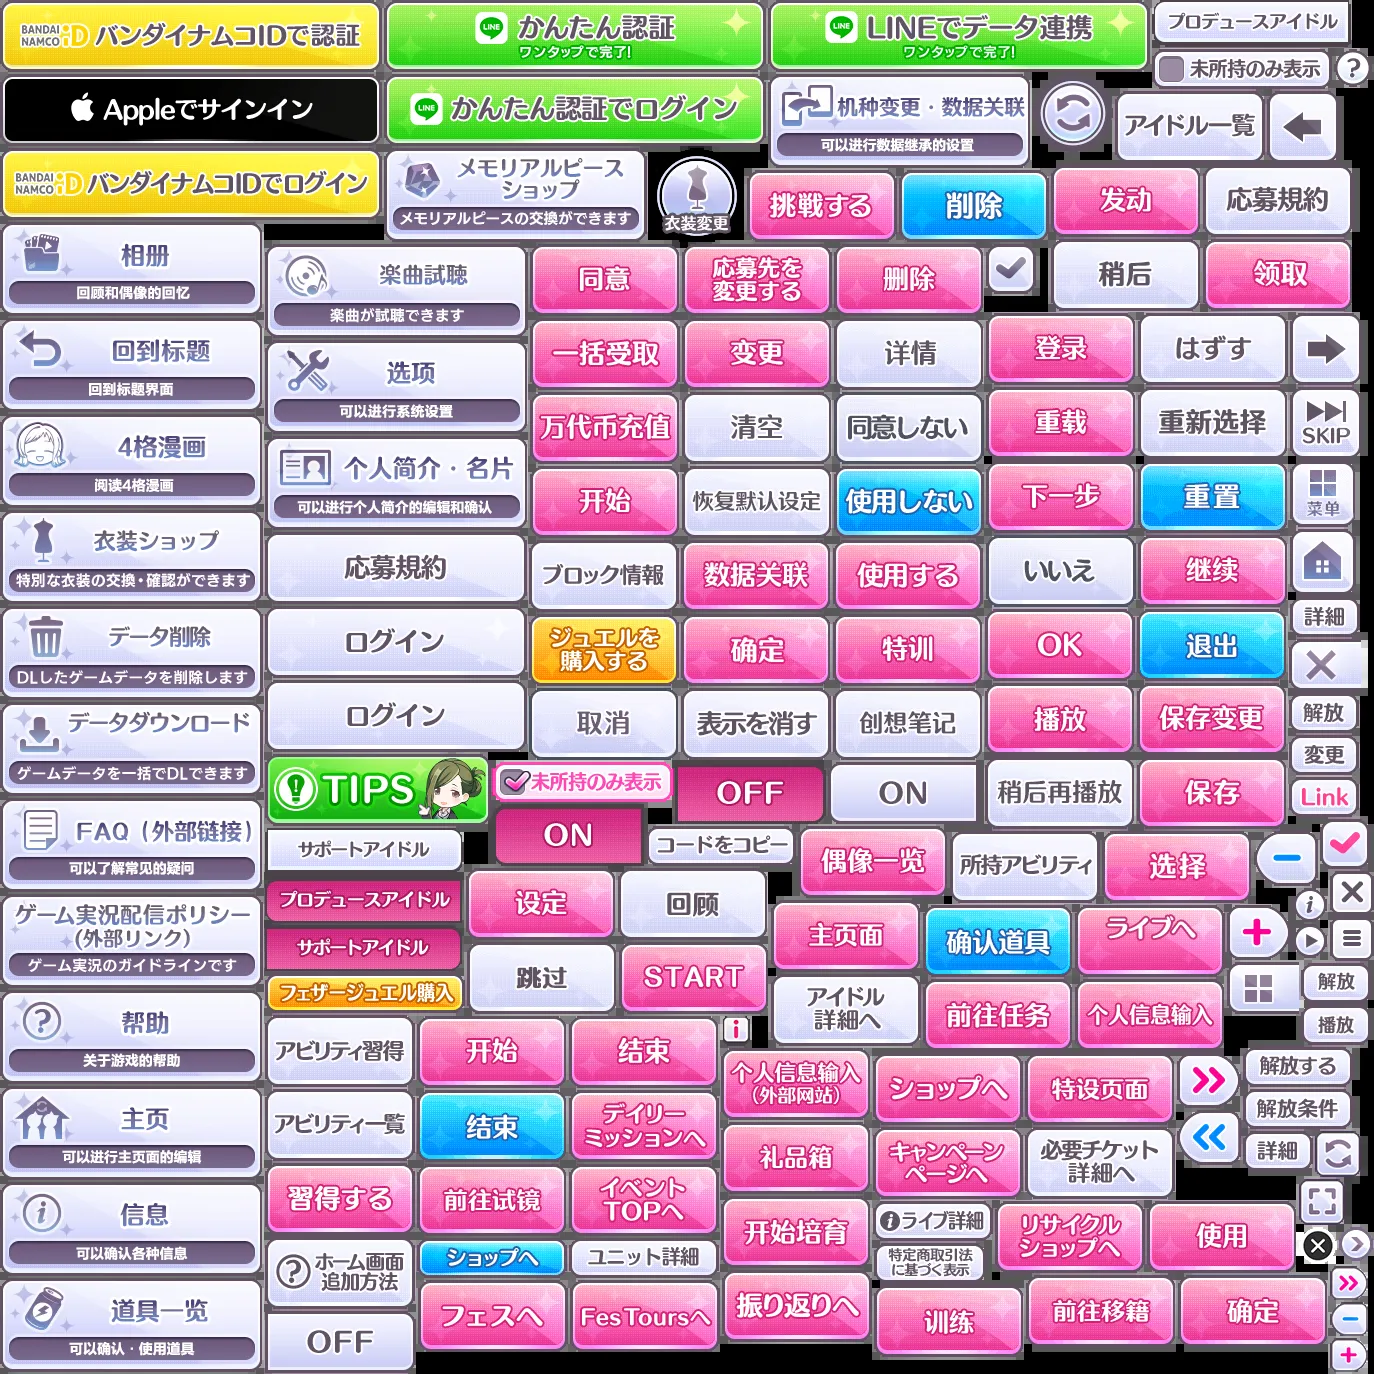 BANDAI NAMCO iD バンダイナムコIDで認証
LINE かんたん認証
ワンタップで完了!
LINE LINEでデータ連携
ワンタップで完了!
プロデュースアイドル
未所持のみ表示
?
Appleでサインイン
LINE かんたん認証でログイン
机种变更・数据关联
可以进行数据继承的设置
アイドル一覧
BANDAI NAMCO iD バンダイナムコIDでログイン
メモリアルピース
ショップ
メモリアルピースの交換ができます
衣装変更
挑戦する
削除
发动
応募規約
相册
回顾和偶像的回忆
楽曲試聴
楽曲が試聴できます
同意
応募先を
変更する
删除
稍后
领取
回到标题
回到标题界面
选项
可以进行系统设置
一括受取
变更
详情
登录
はずす
4格漫画
阅读4格漫画
个人简介・名片
可以进行个人简介的编辑和确认
万代币充值
清空
同意しない
重载
重新选择
SKIP
开始
恢复默认设定
使用しない
下一步
重置
菜单
衣装ショップ
特別な衣装の交換・確認ができます
応募規約
ブロック情報
数据关联
使用する
いいえ
继续
詳細
データ削除
DLしたゲームデータを削除します
ログイン
ジュエルを
購入する
确定
特训
OK
退出
データダウンロード
ゲームデータを一括でDLできます
ログイン
取消
表示を消す
创想笔记
播放
保存变更
解放
変更
TIPS
未所持のみ表示
OFF
ON
稍后再播放
保存
Link
FAQ（外部链接）
可以了解常见的疑问
サポートアイドル
ON
コードをコピー
偶像一览
所持アビリティ
选择
ゲーム実況配信ポリシー
(外部リンク)
ゲーム実況のガイドラインです
プロデュースアイドル
设定
回顾
主页面
确认道具
ライブへ
i
サポートアイドル
フェザージュエル購入
跳过
START
アイドル
詳細へ
前往任务
个人信息输入
解放
播放
?
帮助
关于游戏的帮助
アビリティ習得
开始
结束
i
个人信息输入
（外部网站）
ショップへ
特设页面
解放する
解放条件
主页
可以进行主页面的编辑
アビリティ一覧
结束
デイリー
ミッションへ
礼品箱
キャンペーン
ページへ
必要チケット
詳細へ
詳細
i
信息
可以确认各种信息
習得する
前往试镜
イベント
TOPへ
开始培育
iライブ詳細
特定商取引法
に基づく表示
リサイクル
ショップへ
使用
?
ホーム画面
追加方法
ショップへ
ユニット詳細
道具一览
可以确认・使用道具
OFF
フェスへ
Fes Toursへ
振り返りへ
训练
前往移籍
确定